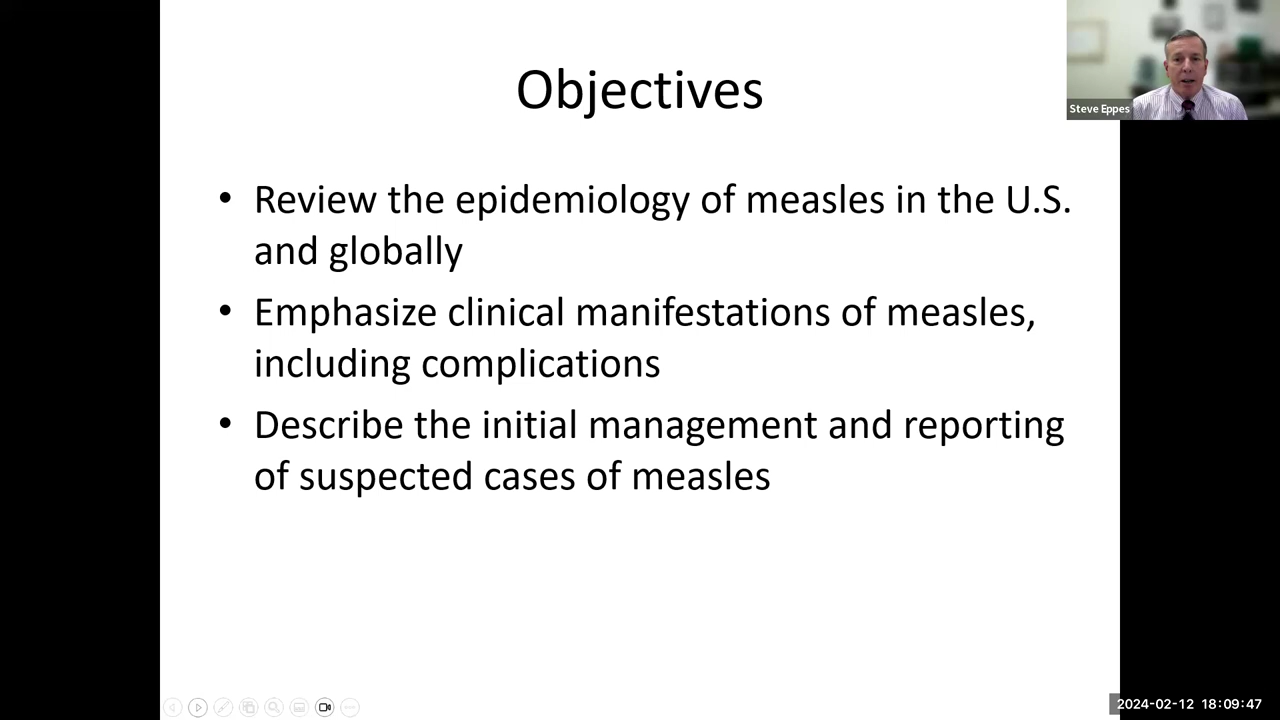 Objectives
Steve Eppes
• Review the epidemiology of measles in the U.S.
and globally
• Emphasize clinical manifestations of measles,
including complications
• Describe the initial management and reporting
of suspected cases of measles
2024-02-12 18:09:47